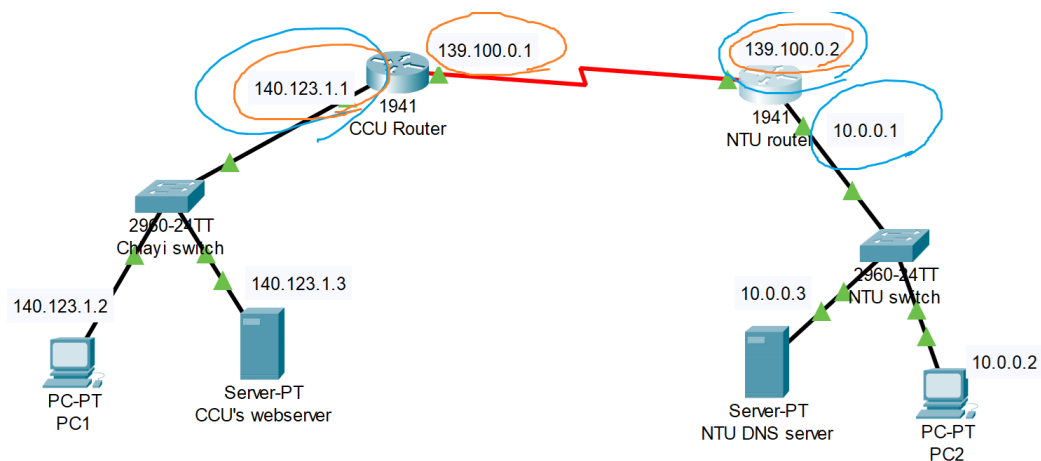 139.100.0.1
139.100.0.2
140.123.1.1
1941
CCU Router
1941
NTU router
10.0.0.1
2960-24TT
Chiayi switch
2960-24TT
NTU switch
140.123.1.3
10.0.0.3
140.123.1.2
10.0.0.2
PC-PT
PC1
Server-PT
CCU's webserver
Server-PT
NTU DNS server
PC-PT
PC2